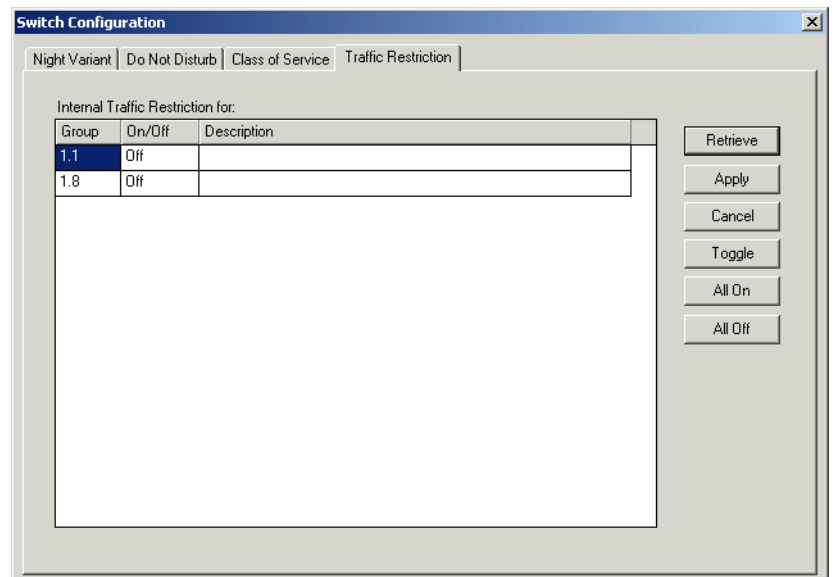 Switch Configuration
Night Variant Do Not Disturb Class of Service Traffic Restriction
Internal Traffic Restriction for:
Group On/Off Description
1.1 Off
1.8 Off
Retrieve
Apply
Cancel
Toggle
All On
All Off